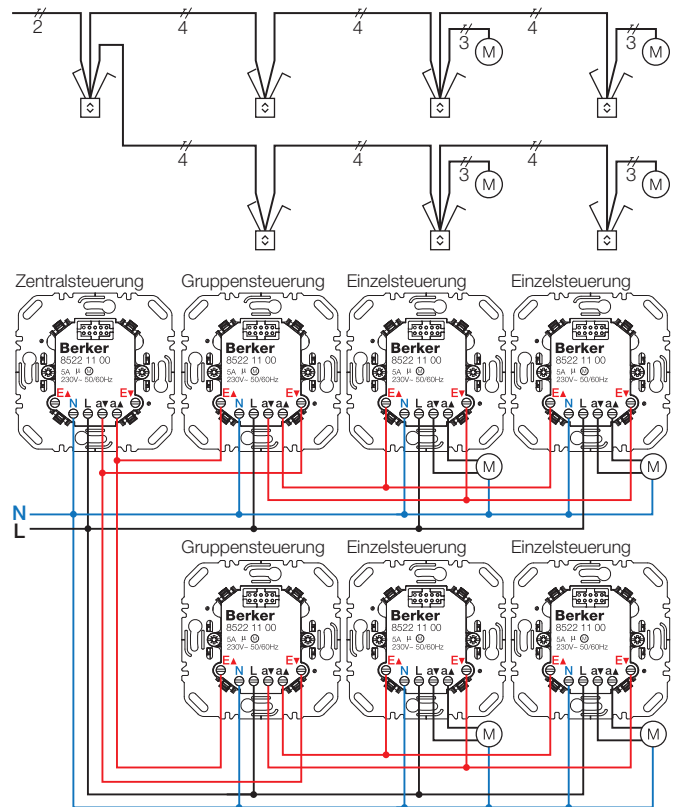 2 4 4 3 M 4 3 M
4 4 3 M 4 3 M
Zentralsteuerung Gruppensteuerung Einzelsteuerung Einzelsteuerung
Berker Berker Berker Berker
8522 11 00 8522 11 00 8522 11 00 8522 11 00
5A µ M 5A µ M 5A µ M 5A µ M
230V~ 50/60Hz 230V~ 50/60Hz 230V~ 50/60Hz 230V~ 50/60Hz
E▲ N L a▼ a▲ E▼ E▲ N L a▼ a▲ E▼ E▲ N L a▼ a▲ E▼ E▲ N L a▼ a▲ E▼
M M
N
L
Gruppensteuerung Einzelsteuerung Einzelsteuerung
Berker Berker Berker
8522 11 00 8522 11 00 8522 11 00
5A µ M 5A µ M 5A µ M
230V~ 50/60Hz 230V~ 50/60Hz 230V~ 50/60Hz
E▲ N L a▼ a▲ E▼ E▲ N L a▼ a▲ E▼ E▲ N L a▼ a▲ E▼
M M